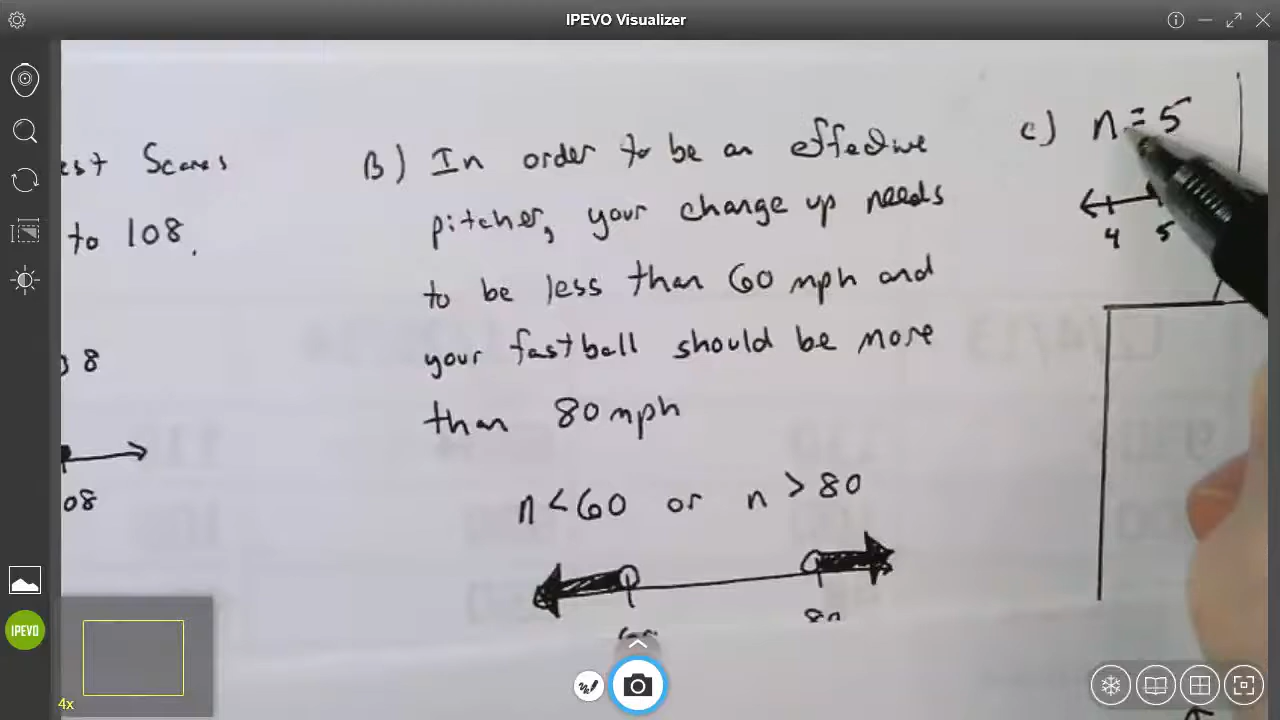 IPEVO Visualizer
est Scores
to 108.
8
08
B) In order to be an effective
pitcher, your change up needs
to be less than 60 mph and
your fastball should be more
than 80 mph
n < 60 or n > 80
80
c) n = 5
4 5
IPEVO
4x